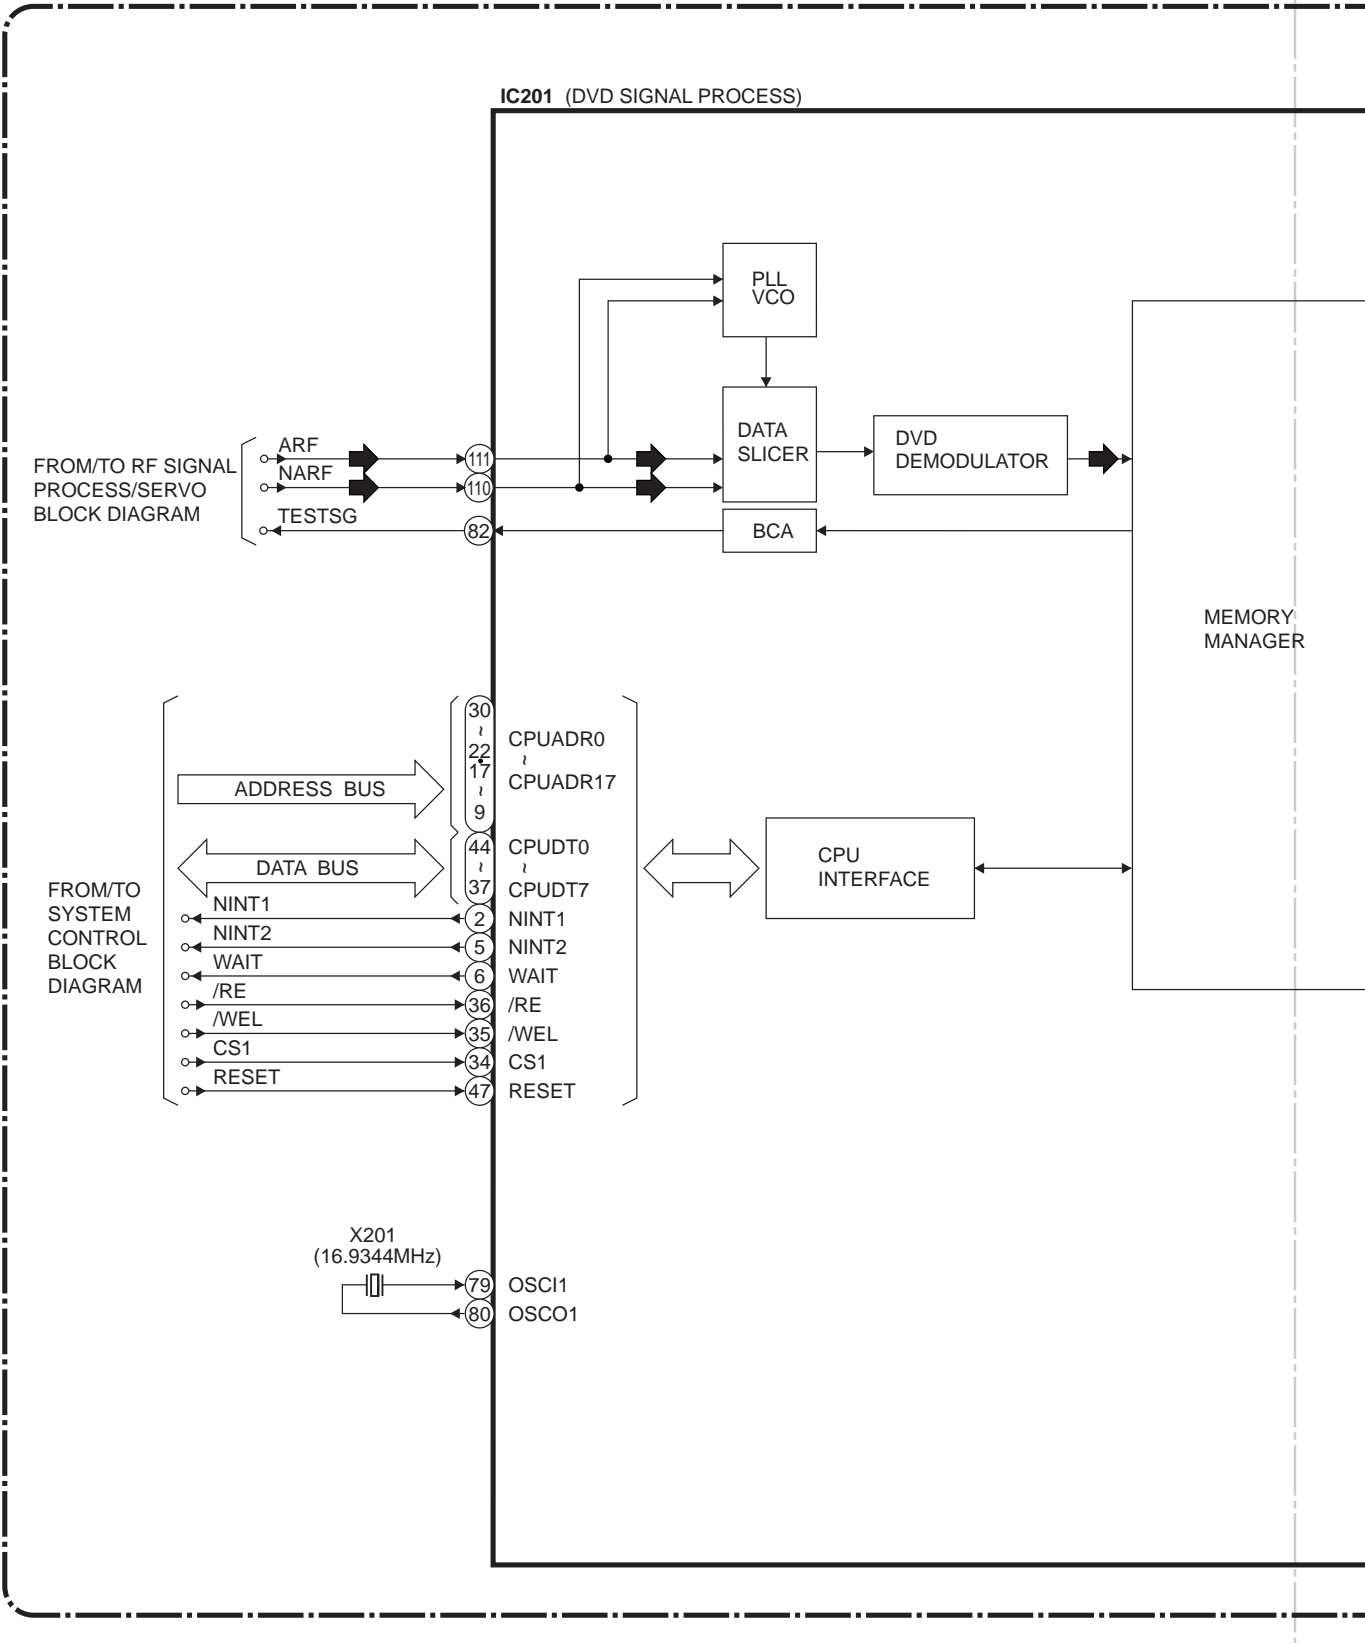 IC201 (DVD SIGNAL PROCESS)
PLL
VCO
DATA
SLICER
DVD
DEMODULATOR
BCA
MEMORY
MANAGER
FROM/TO RF SIGNAL
PROCESS/SERVO
BLOCK DIAGRAM
ARF
111
NARF
110
TESTSG
82
FROM/TO
SYSTEM
CONTROL
BLOCK
DIAGRAM
ADDRESS BUS
30
~
22
17
~
9
CPUADR0
~
CPUADR17
DATA BUS
44
~
37
CPUDT0
~
CPUDT7
NINT1 2 NINT1
NINT2 5 NINT2
WAIT 6 WAIT
/RE 36 /RE
/WEL 35 /WEL
CS1 34 CS1
RESET 47 RESET
CPU
INTERFACE
X201
(16.9344MHz)
79 OSCI1
80 OSCO1